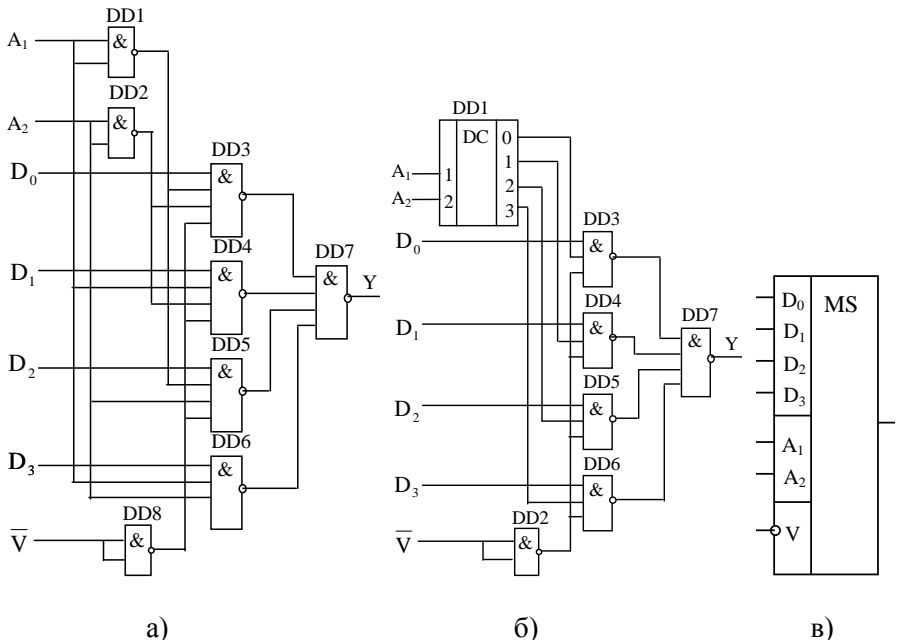 DD1
A₁
&
DD2
A₂
&
D₀
DD3
&
D₁
DD4
&
DD7
&
Y
D₂
DD5
&
D₃
DD6
&
V̅
DD8
&
а)
DD1
DC
0
1
2
3
A₁
1
A₂
2
D₀
DD3
&
D₁
DD4
&
DD7
&
Y
D₂
DD5
&
D₃
DD6
&
V̅
DD2
&
б)
D₀
MS
D₁
D₂
D₃
A₁
A₂
V
в)